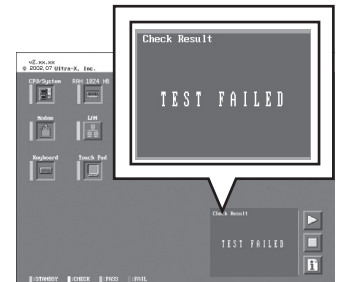 Check Result
TEST FAILED
v2.xx.xx
© 2002,07 Ultra-X, Inc.
CPU/System
RAM 1024 MB
Modem
LAN
Keyboard
Touch Pad
Check Result
TEST FAILED
:STANDBY :CHECK :PASS :FAIL